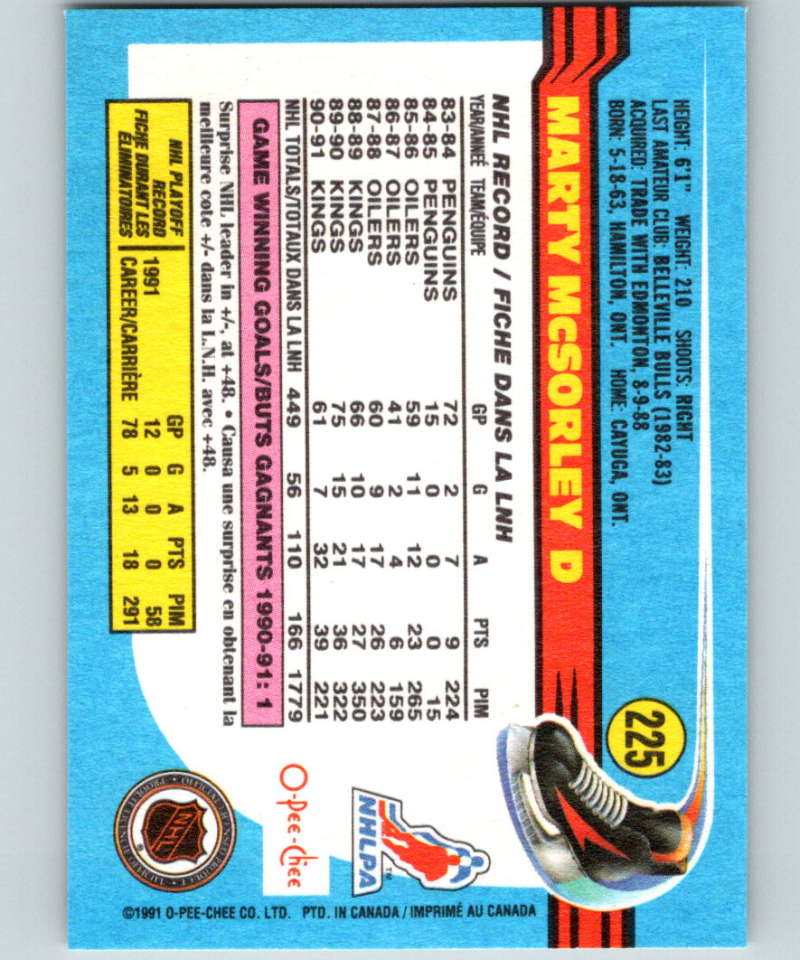 225
HEIGHT: 6'1" WEIGHT: 210 SHOOTS: RIGHT
LAST AMATEUR CLUB: BELLEVILLE BULLS (1982-83)
ACQUIRED: TRADE WITH EDMONTON, 8-9-88
BORN: 5-18-63, HAMILTON, ONT. HOME: CAYUGA, ONT.
MARTY McSORLEY D
NHL RECORD / FICHE DANS LA LNH
YEAR/ANNÉE TEAM/ÉQUIPE GP G A PTS PIM
83-84 PENGUINS 72 2 7 9 224
84-85 PENGUINS 15 0 0 0 15
85-86 OILERS 59 11 12 23 265
86-87 OILERS 41 2 4 6 159
87-88 OILERS 60 9 17 26 223
88-89 KINGS 66 10 17 27 350
89-90 KINGS 75 15 21 36 322
90-91 KINGS 61 7 32 39 221
NHL TOTALS/TOTAUX DANS LA LNH 449 56 110 166 1779
GAME WINNING GOALS/BUTS GAGNANTS 1990-91: 1
Surprise NHL leader in +/-, at +48. • Causa une surprise en obtenant la
meilleure cote +/- dans la L.N.H. avec +48.
NHL PLAYOFF
RECORD
FICHE DURANT LES
ÉLIMINATOIRES
GP G A PTS PIM
1991 12 0 0 0 58
CAREER/CARRIÈRE 78 5 13 18 291
NHLPA
TM
O-Pee-Chee
NHL
®
©1991 O-PEE-CHEE CO. LTD. PTD. IN CANADA / IMPRIMÉ AU CANADA